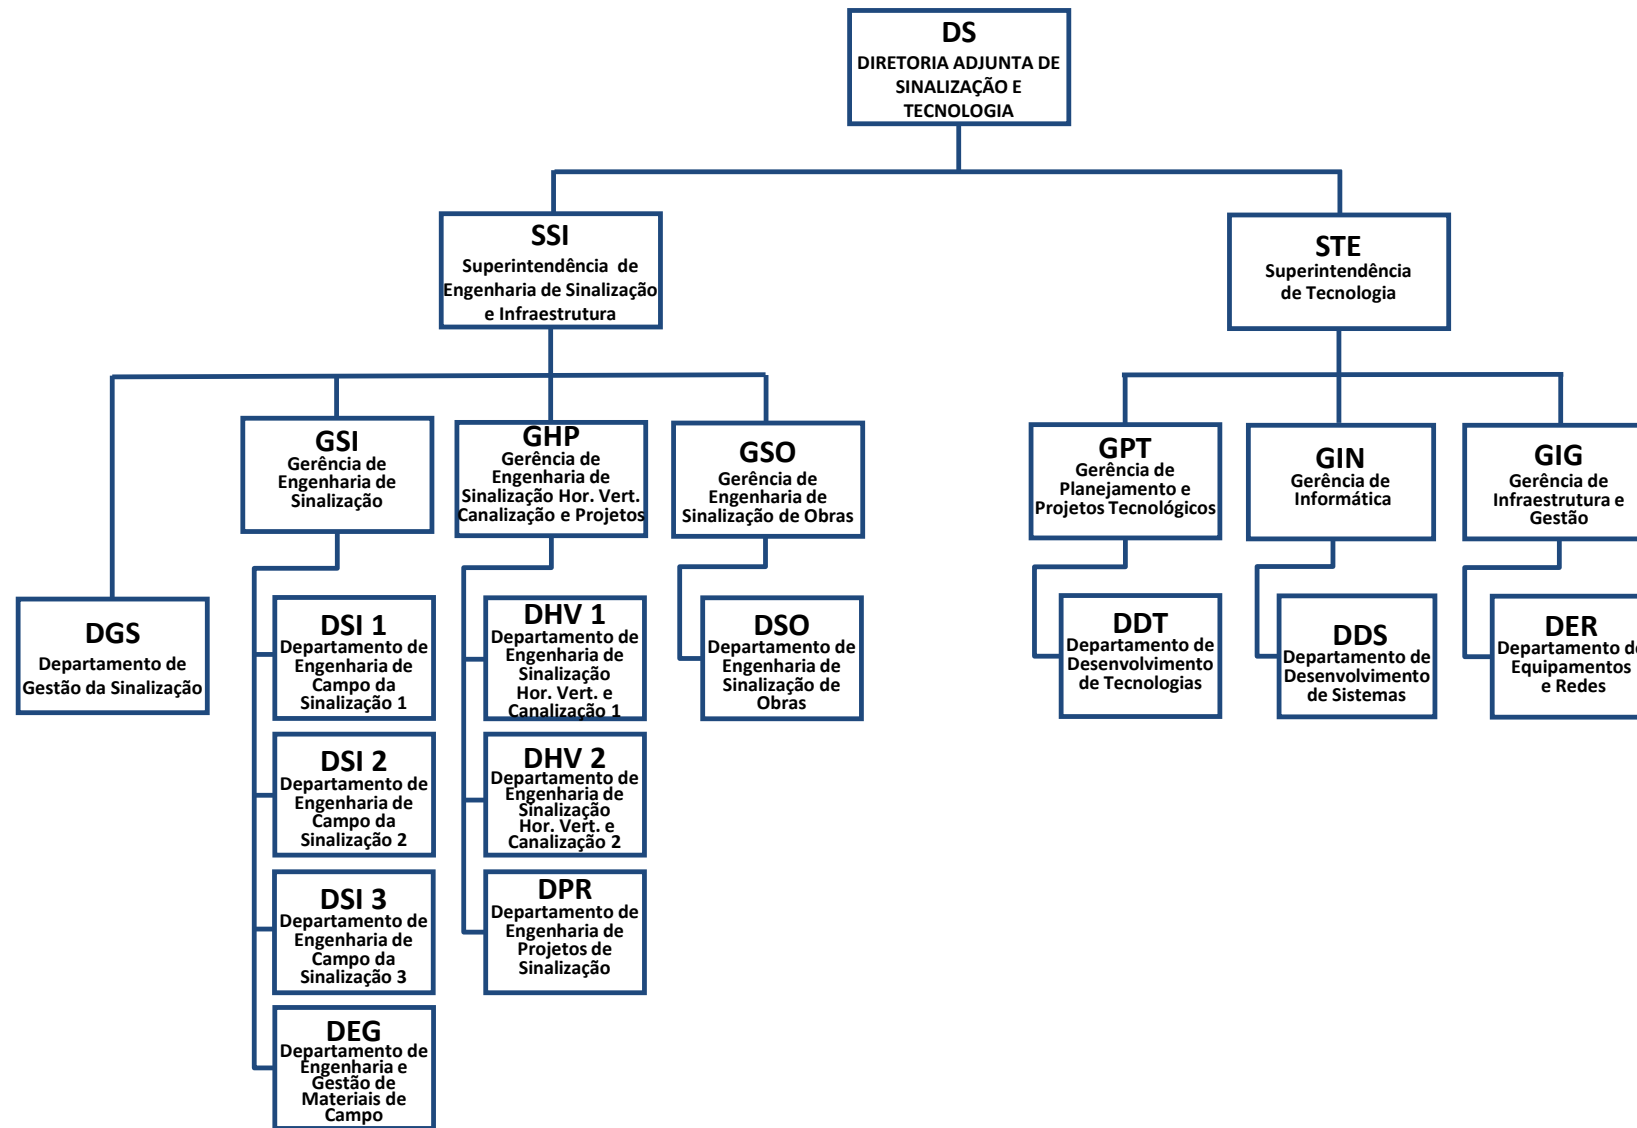 DS
DIRETORIA ADJUNTA DE
SINALIZAÇÃO E
TECNOLOGIA
SSI
Superintendência de
Engenharia de Sinalização
e Infraestrutura
STE
Superintendência
de Tecnologia
GSI
Gerência de
Engenharia de
Sinalização
GHP
Gerência de
Engenharia de
Sinalização Hor. Vert.
Canalização e Projetos
GSO
Gerência de
Engenharia de
Sinalização de Obras
GPT
Gerência de
Planejamento e
Projetos Tecnológicos
GIN
Gerência de
Informática
GIG
Gerência de
Infraestrutura e
Gestão
DGS
Departamento de
Gestão da Sinalização
DSI 1
Departamento de
Engenharia de
Campo da
Sinalização 1
DHV 1
Departamento de
Engenharia de
Sinalização
Hor. Vert. e
Canalização 1
DSO
Departamento de
Engenharia de
Sinalização de
Obras
DDT
Departamento de
Desenvolvimento
de Tecnologias
DDS
Departamento de
Desenvolvimento
de Sistemas
DER
Departamento de
Equipamentos
e Redes
DSI 2
Departamento de
Engenharia de
Campo da
Sinalização 2
DHV 2
Departamento de
Engenharia de
Sinalização
Hor. Vert. e
Canalização 2
DSI 3
Departamento de
Engenharia de
Campo da
Sinalização 3
DPR
Departamento de
Engenharia de
Projetos de
Sinalização
DEG
Departamento de
Engenharia e
Gestão de
Materiais de
Campo